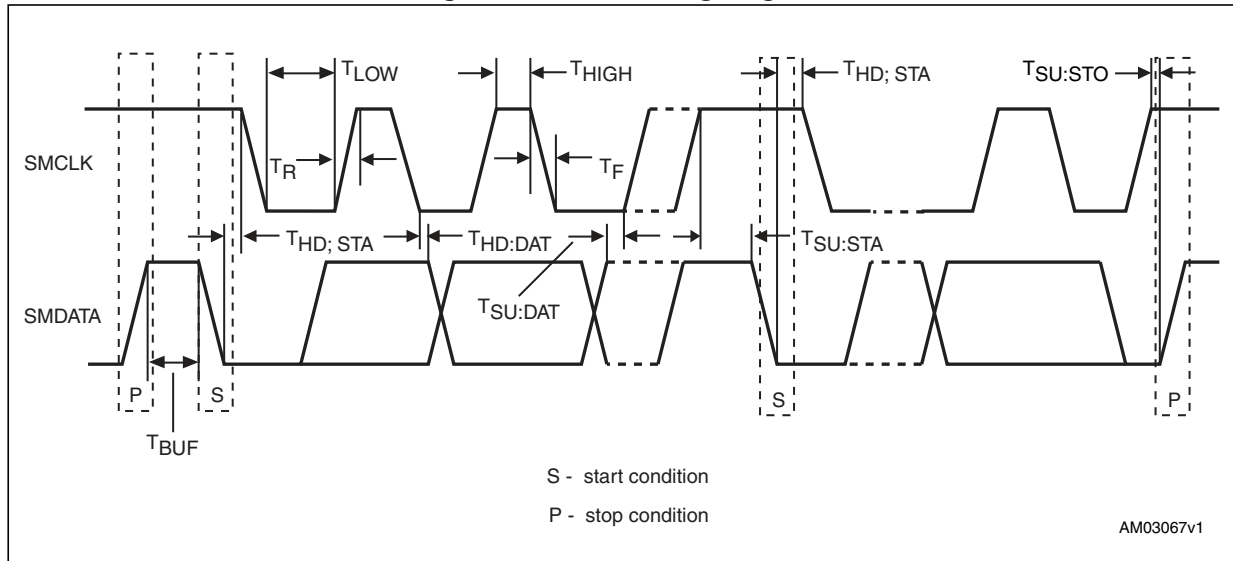 TLOW
THIGH
THD; STA
TSU:STO
SMCLK
TR
TF
THD; STA
THD:DAT
TSU:STA
TSU:DAT
SMDATA
P
S
S
P
TBUF
S - start condition
P - stop condition
AM03067v1